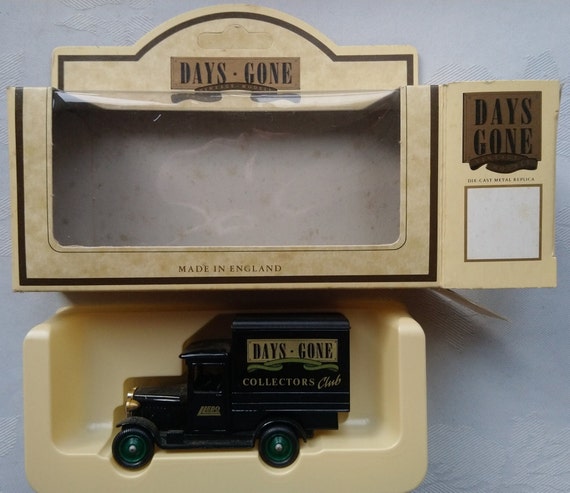 DAYS · GONE
DAYS
GONE
DIE-CAST METAL REPLICA
MADE IN ENGLAND
DAYS · GONE
COLLECTORS Club
LLEDO